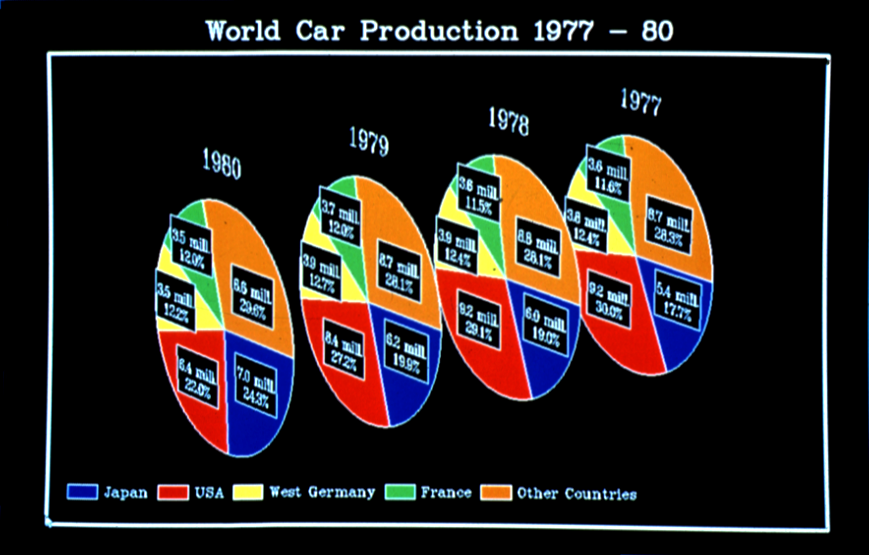 World Car Production 1977 – 80
1980
3.5 mill.
12.0%
8.6 mill.
29.6%
3.5 mill.
12.2%
6.4 mill.
22.0%
7.0 mill.
24.3%
1979
3.7 mill.
12.0%
8.7 mill.
28.1%
3.9 mill.
12.7%
8.4 mill.
27.2%
6.2 mill.
19.9%
1978
3.6 mill.
11.5%
8.8 mill.
28.1%
3.9 mill.
12.4%
9.2 mill.
29.1%
6.0 mill.
19.0%
1977
3.6 mill.
11.6%
8.7 mill.
28.3%
3.8 mill.
12.4%
9.2 mill.
30.0%
5.4 mill.
17.7%
Japan USA West Germany France Other Countries